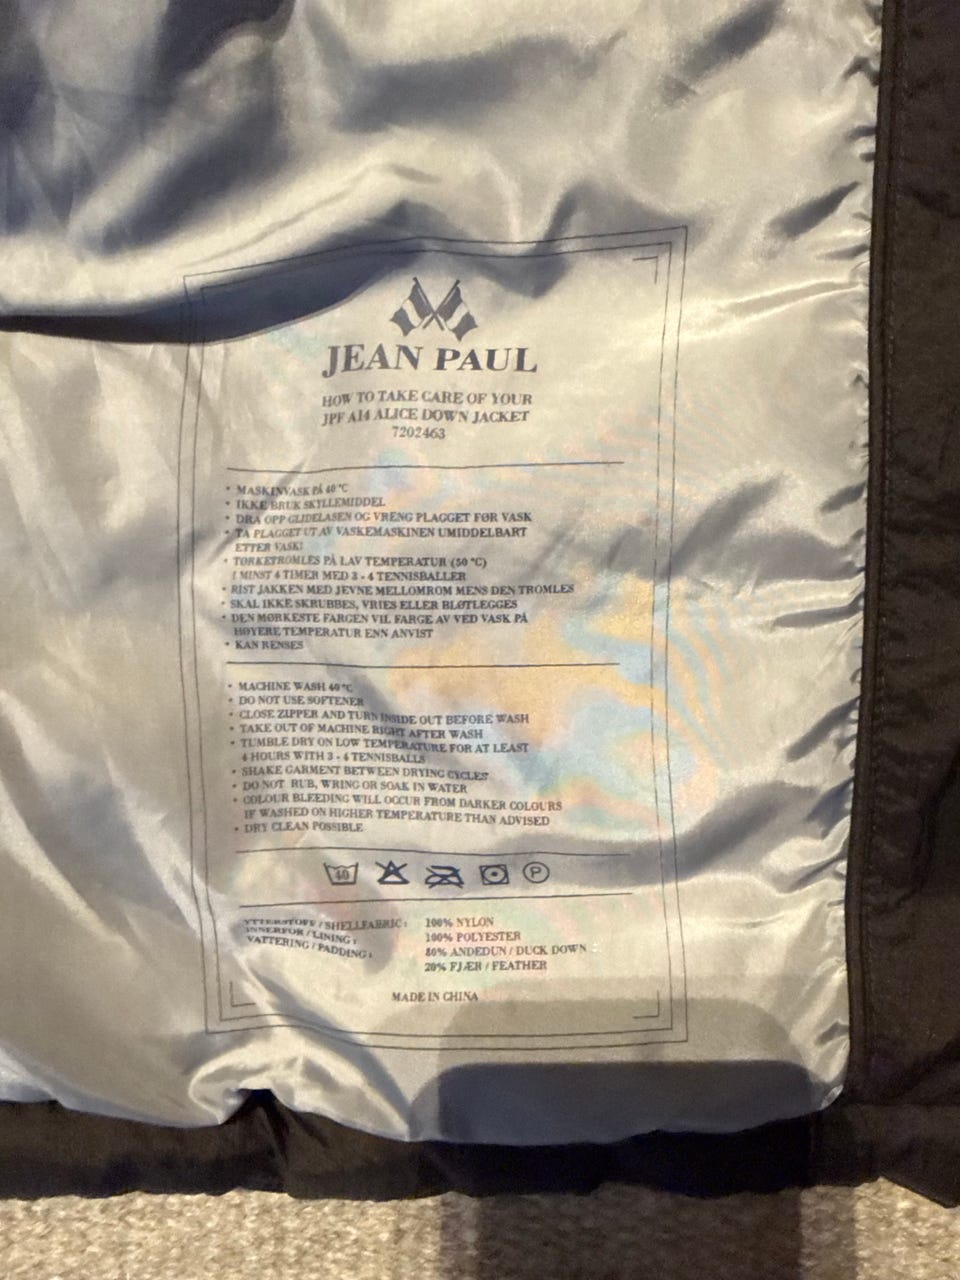 JEAN PAUL
HOW TO TAKE CARE OF YOUR
JPF A14 ALICE DOWN JACKET
7202463
• MASKINVASK PÅ 40 °C
• IKKE BRUK SKYLLEMIDDEL
• DRA OPP GLIDELASEN OG VRENG PLAGGET FØR VASK
• TA PLAGGET UT AV VASKEMASKINEN UMIDDELBART
ETTER VASK!
• TØRKETROMLES PÅ LAV TEMPERATUR (50 °C)
I MINST 4 TIMER MED 3 - 4 TENNISBALLER
• RIST JAKKEN MED JEVNE MELLOMROM MENS DEN TROMLES
• SKAL IKKE SKRUBBES, VRIES ELLER BLØTLEGGES
• DEN MØRKESTE FARGEN VIL FARGE AV VED VASK PÅ
HØYERE TEMPERATUR ENN ANVIST
• KAN RENSES
• MACHINE WASH 40 °C
• DO NOT USE SOFTENER
• CLOSE ZIPPER AND TURN INSIDE OUT BEFORE WASH
• TAKE OUT OF MACHINE RIGHT AFTER WASH
• TUMBLE DRY ON LOW TEMPERATURE FOR AT LEAST
4 HOURS WITH 3 - 4 TENNISBALLS
• SHAKE GARMENT BETWEEN DRYING CYCLES
• DO NOT RUB, WRING OR SOAK IN WATER
• COLOUR BLEEDING WILL OCCUR FROM DARKER COLOURS
IF WASHED ON HIGHER TEMPERATURE THAN ADVISED
• DRY CLEAN POSSIBLE
40 P
YTTERSTOFF / SHELLFABRIC: 100% NYLON
INNERFOR / LINING: 100% POLYESTER
VATTERING / PADDING: 80% ANDEDUN / DUCK DOWN
20% FJÆR / FEATHER
MADE IN CHINA